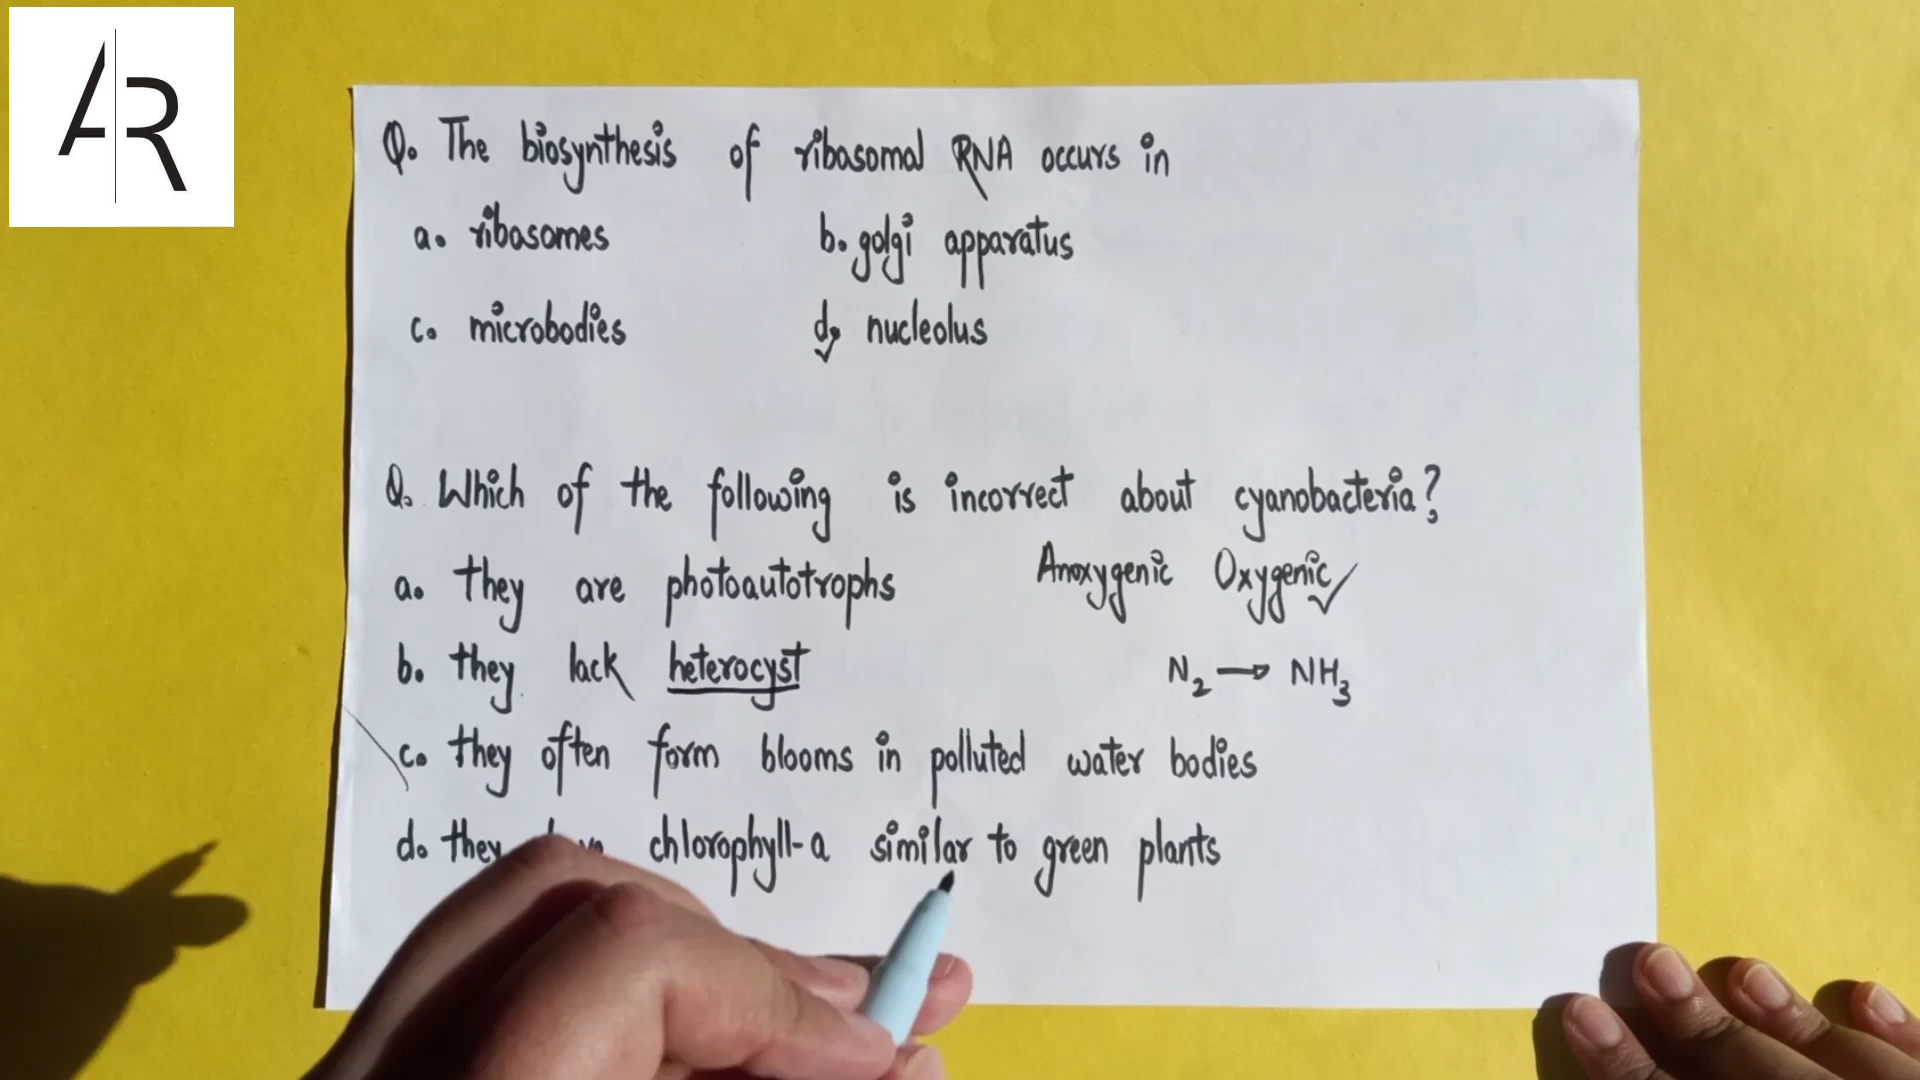 AR
Q. The biosynthesis of ribosomal RNA occurs in
a. ribosomes b. golgi apparatus
c. microbodies d. nucleolus
Q. Which of the following is incorrect about cyanobacteria?
a. they are photoautotrophs Anoxygenic Oxygenic ✓
b. they lack heterocyst N₂ → NH₃
c. they often form blooms in polluted water bodies
d. they chlorophyll-a similar to green plants